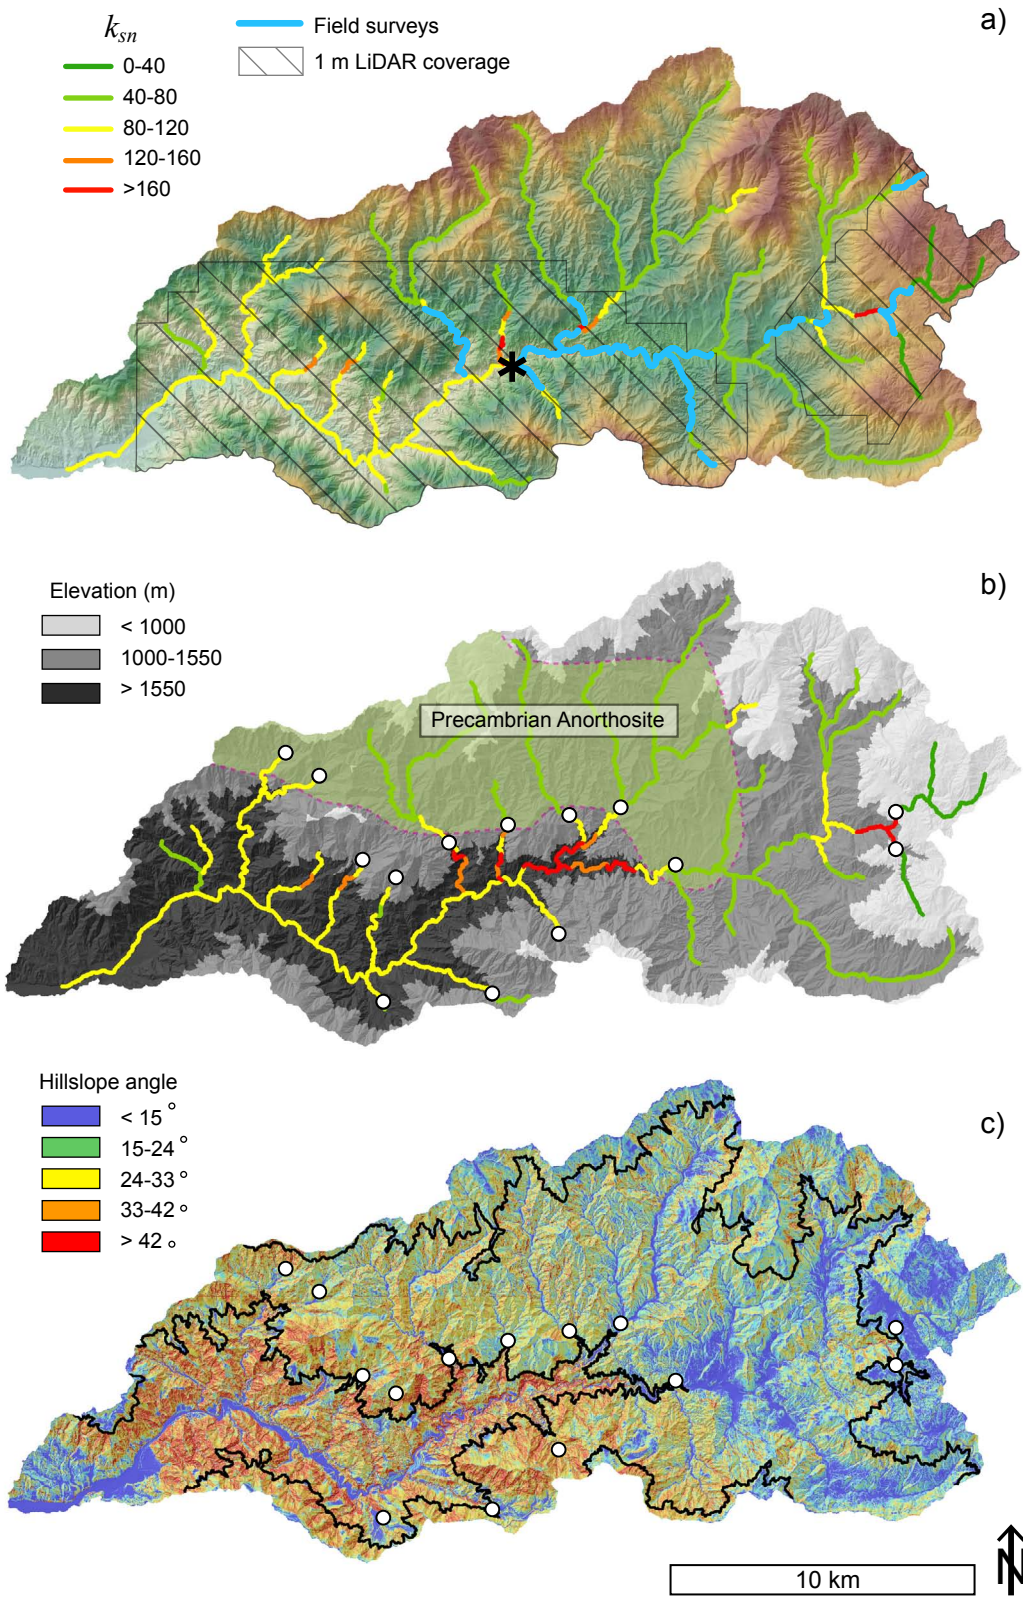 a)
k_sn
0-40
40-80
80-120
120-160
>160
Field surveys
1 m LiDAR coverage
b)
Elevation (m)
< 1000
1000-1550
> 1550
Precambrian Anorthosite
Hillslope angle
c)
< 15 °
15-24 °
24-33 °
33-42 °
> 42 °
10 km
N